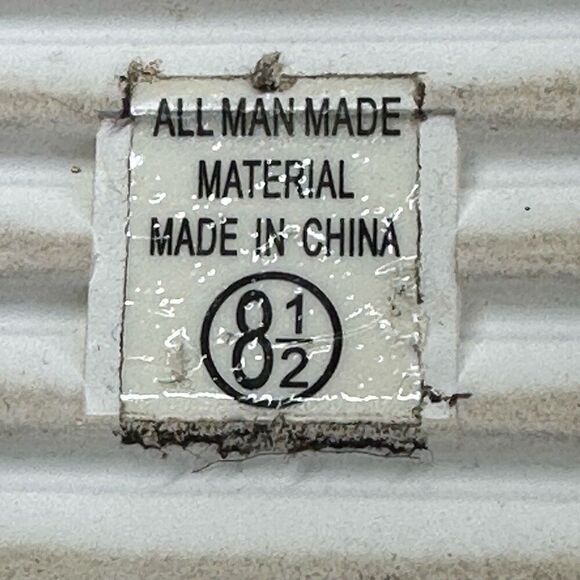 ALL MAN MADE
MATERIAL
MADE IN CHINA
8 1/2